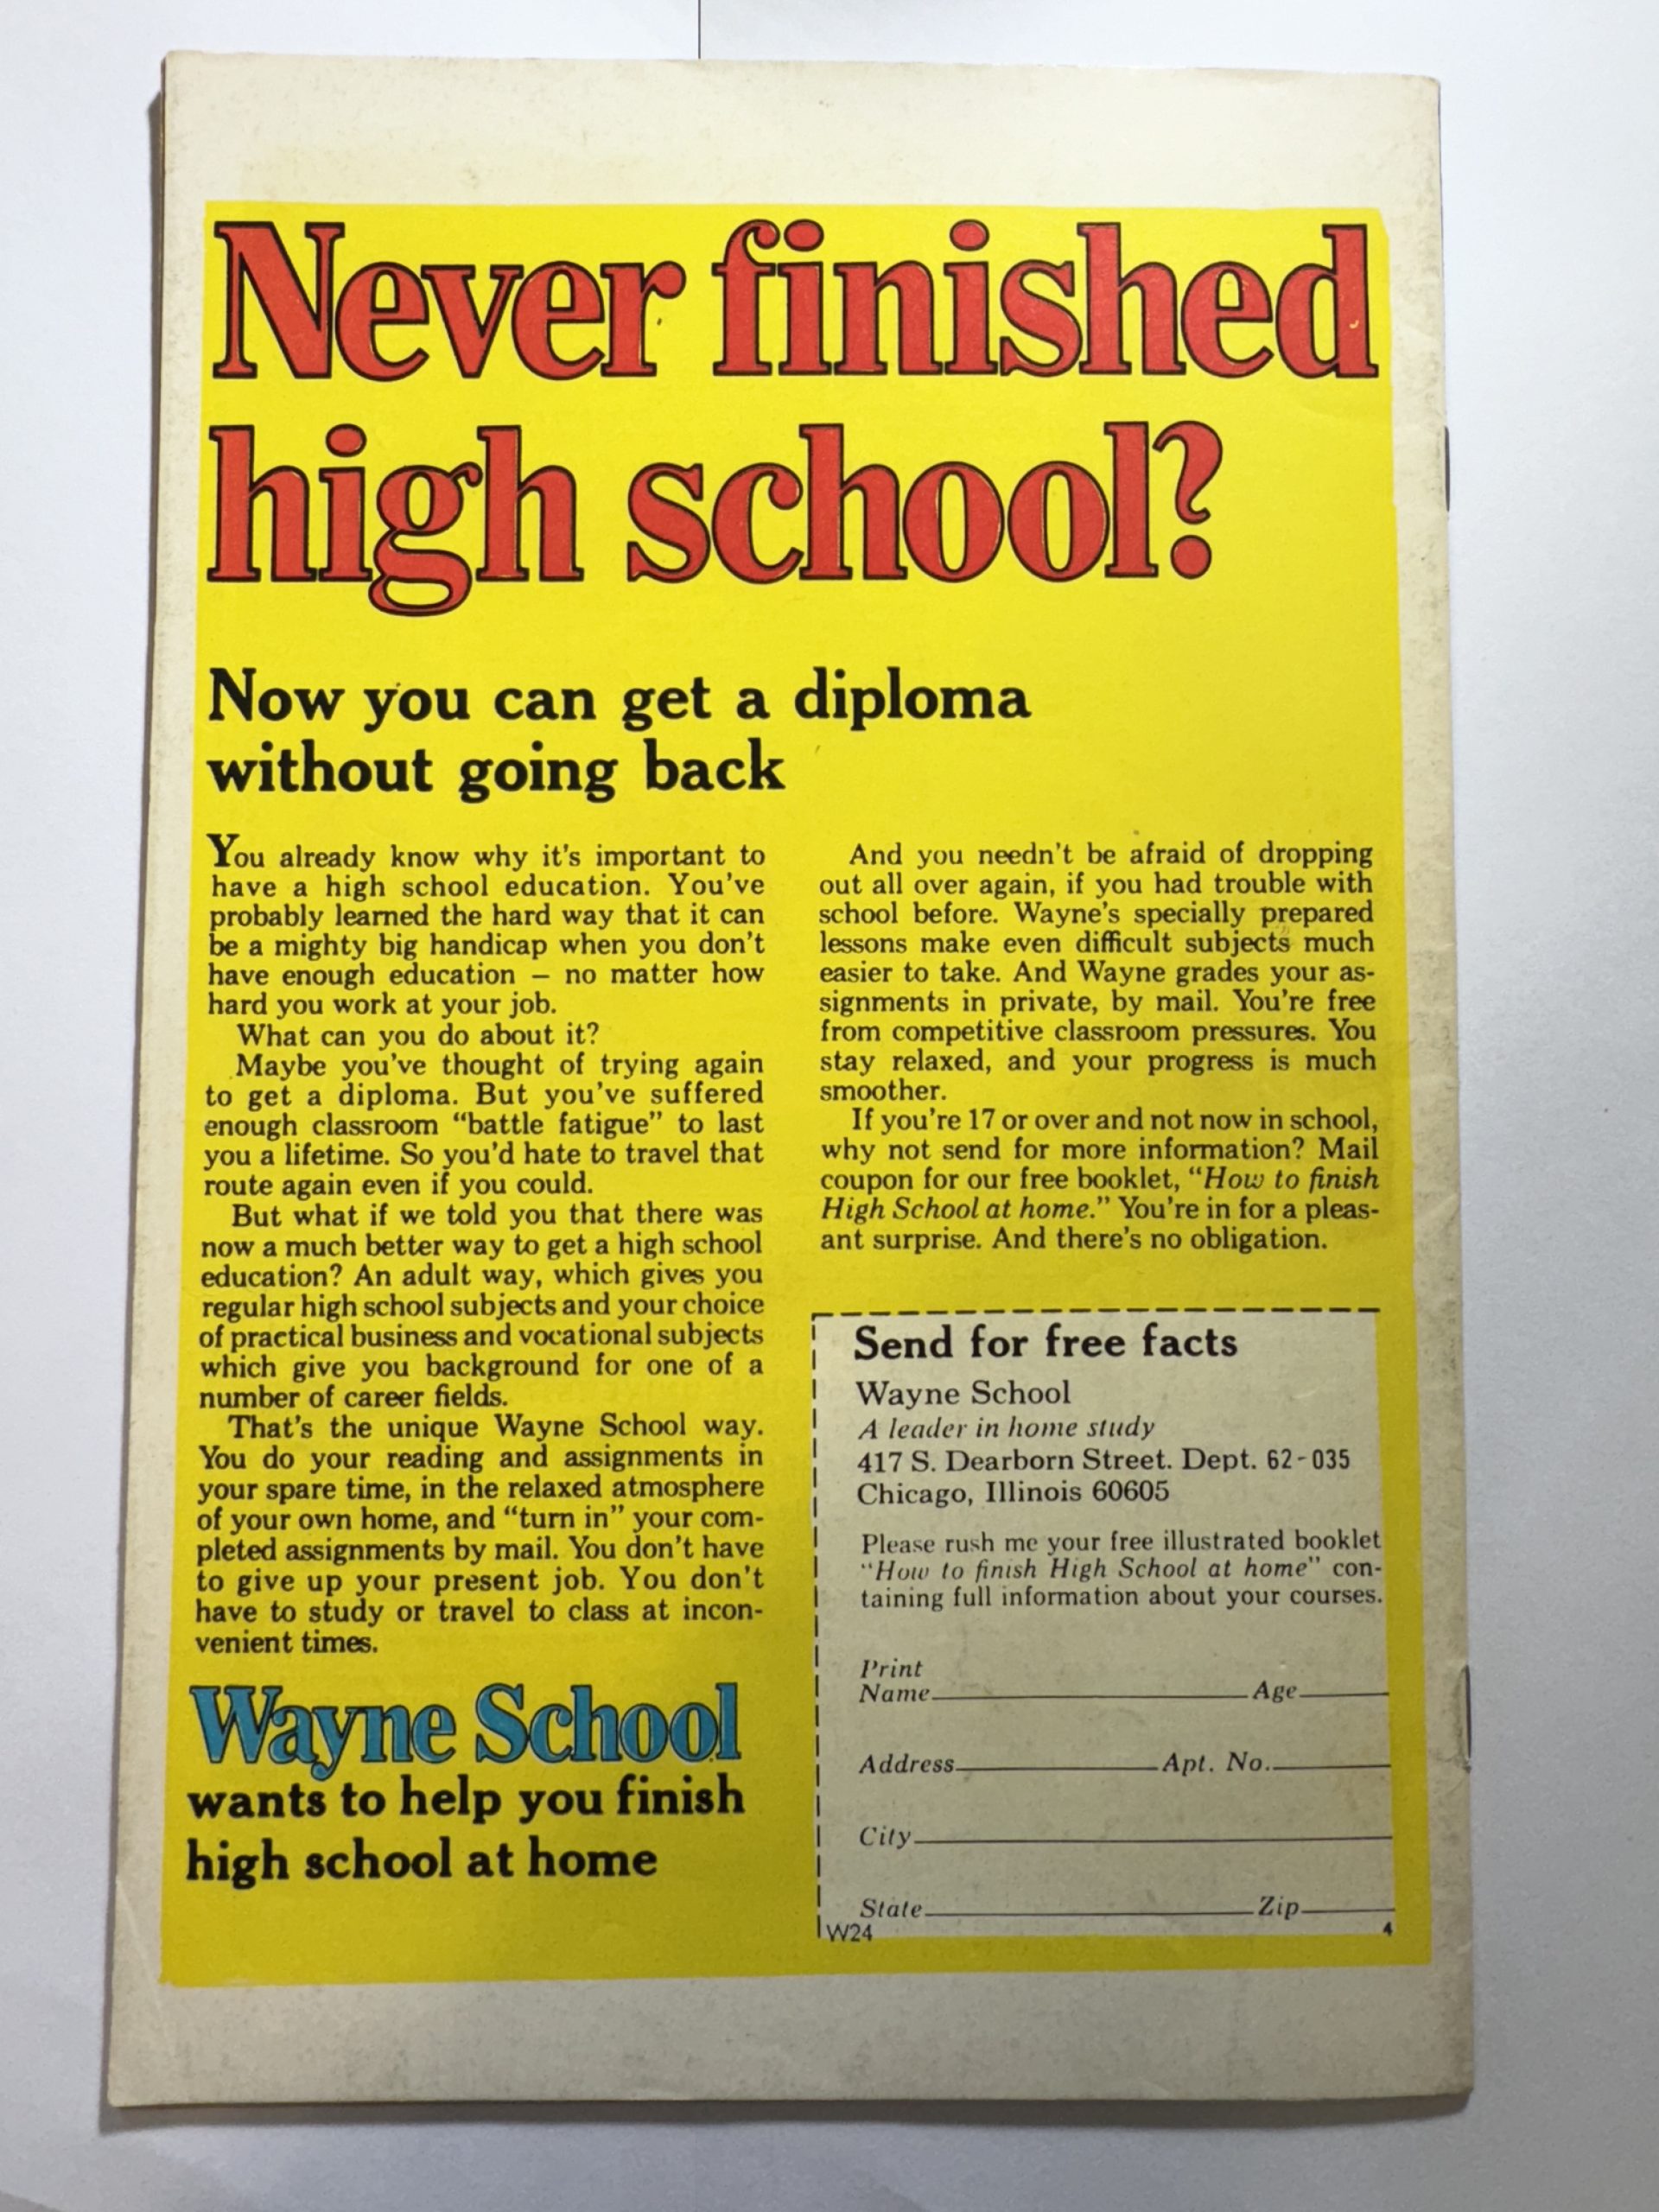 Never finished
high school?
Now you can get a diploma
without going back
You already know why it's important to
have a high school education. You've
probably learned the hard way that it can
be a mighty big handicap when you don't
have enough education – no matter how
hard you work at your job.
What can you do about it?
Maybe you've thought of trying again
to get a diploma. But you've suffered
enough classroom “battle fatigue” to last
you a lifetime. So you'd hate to travel that
route again even if you could.
But what if we told you that there was
now a much better way to get a high school
education? An adult way, which gives you
regular high school subjects and your choice
of practical business and vocational subjects
which give you background for one of a
number of career fields.
That's the unique Wayne School way.
You do your reading and assignments in
your spare time, in the relaxed atmosphere
of your own home, and “turn in” your com-
pleted assignments by mail. You don't have
to give up your present job. You don't
have to study or travel to class at incon-
venient times.
Wayne School
wants to help you finish
high school at home
And you needn't be afraid of dropping
out all over again, if you had trouble with
school before. Wayne's specially prepared
lessons make even difficult subjects much
easier to take. And Wayne grades your as-
signments in private, by mail. You're free
from competitive classroom pressures. You
stay relaxed, and your progress is much
smoother.
If you're 17 or over and not now in school,
why not send for more information? Mail
coupon for our free booklet, “How to finish
High School at home.” You're in for a pleas-
ant surprise. And there's no obligation.
Send for free facts
Wayne School
A leader in home study
417 S. Dearborn Street. Dept. 62-035
Chicago, Illinois 60605
Please rush me your free illustrated booklet
“How to finish High School at home” con-
taining full information about your courses.
Print
Name Age
Address Apt. No.
City
State Zip
W24 4